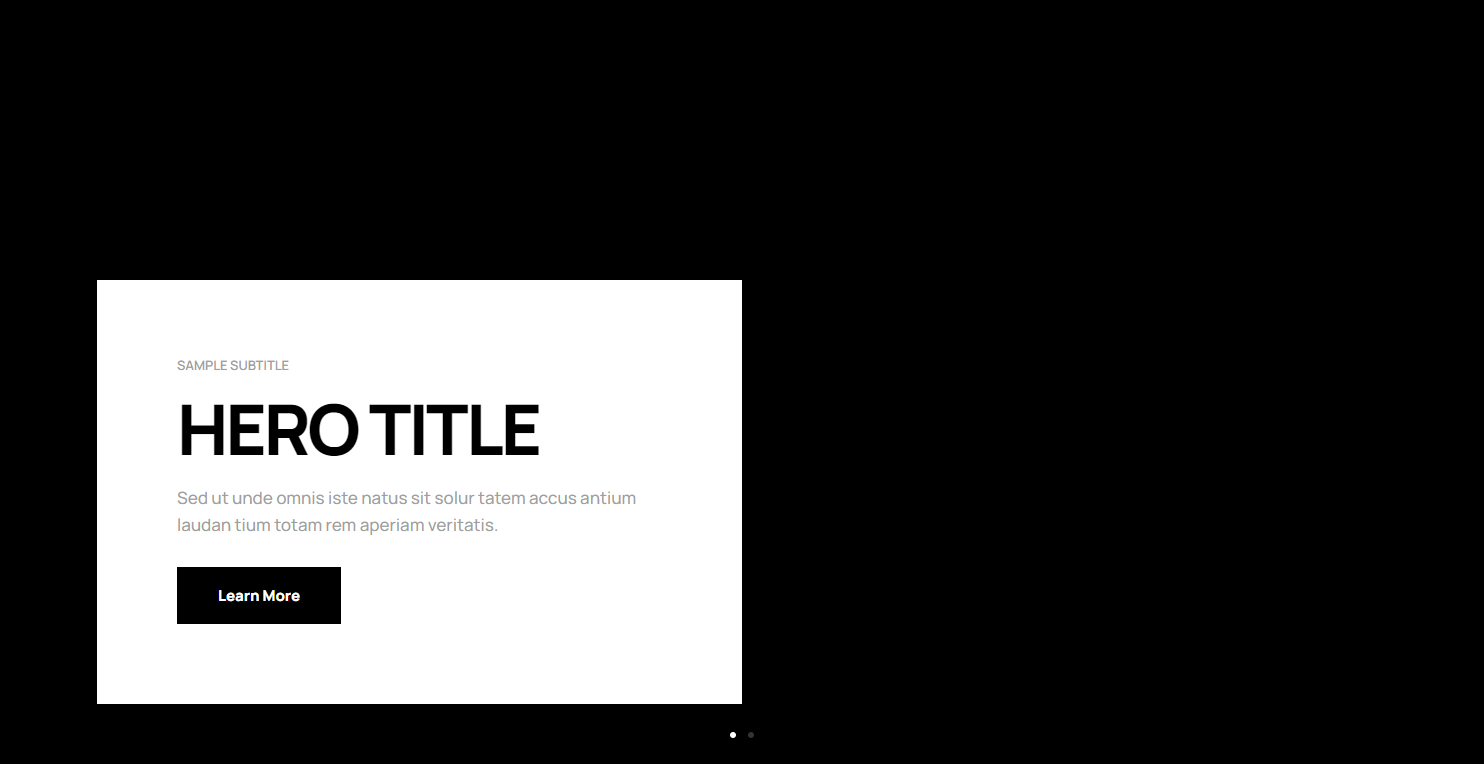 SAMPLE SUBTITLE
HERO TITLE
Sed ut unde omnis iste natus sit solur tatem accus antium
laudan tium totam rem aperiam veritatis.
Learn More